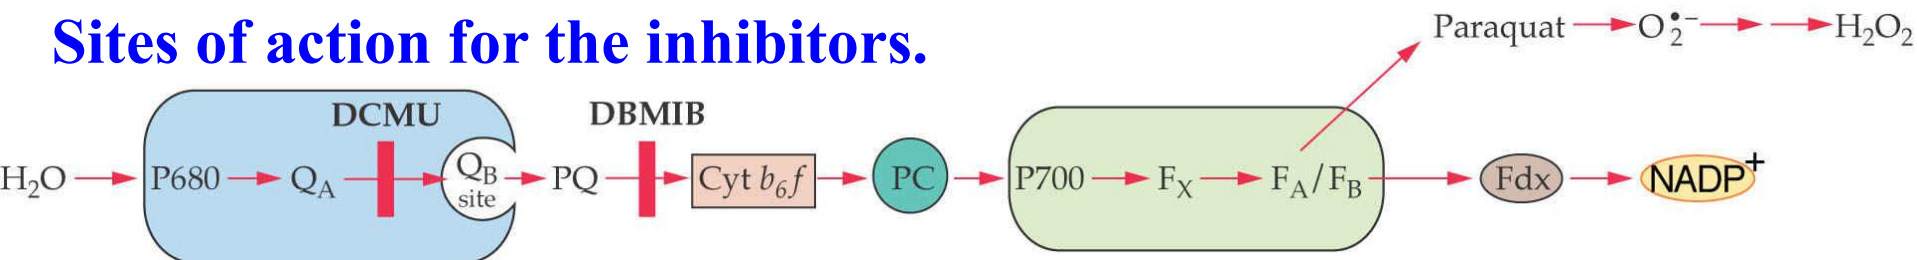 Sites of action for the inhibitors.
Paraquat → O₂•⁻ → → H₂O₂
DCMU
DBMIB
H₂O → P680 → Q_A → Q_B site → PQ → Cyt b₆f → PC → P700 → F_X → F_A/F_B → Fdx → NADP⁺